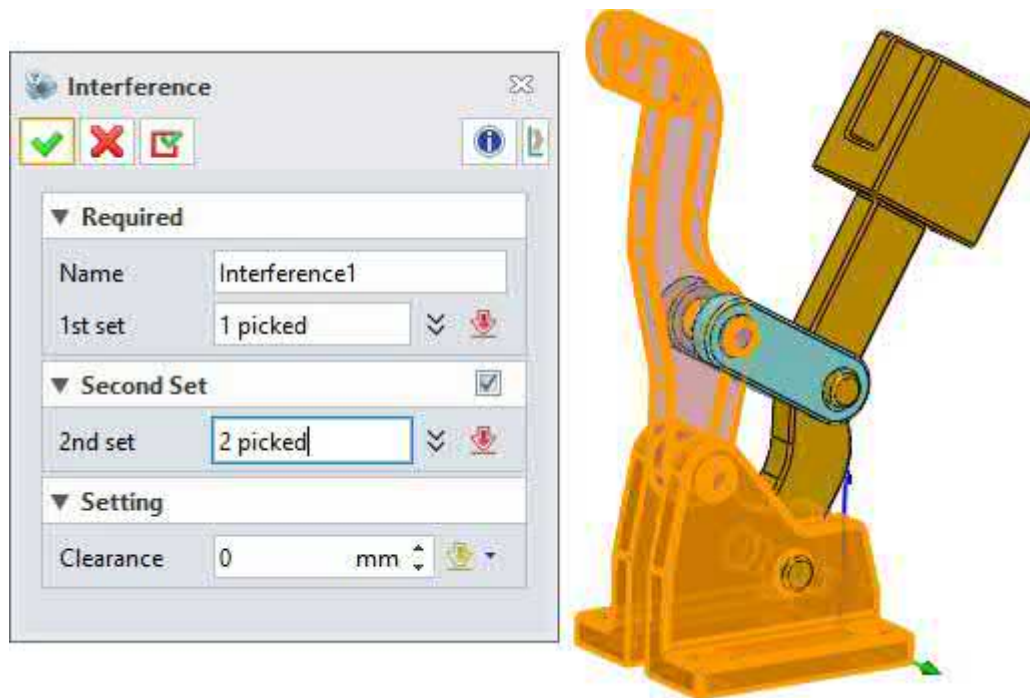 Interference
Required
Name Interference1
1st set 1 picked
Second Set
2nd set 2 picked
Setting
Clearance 0 mm